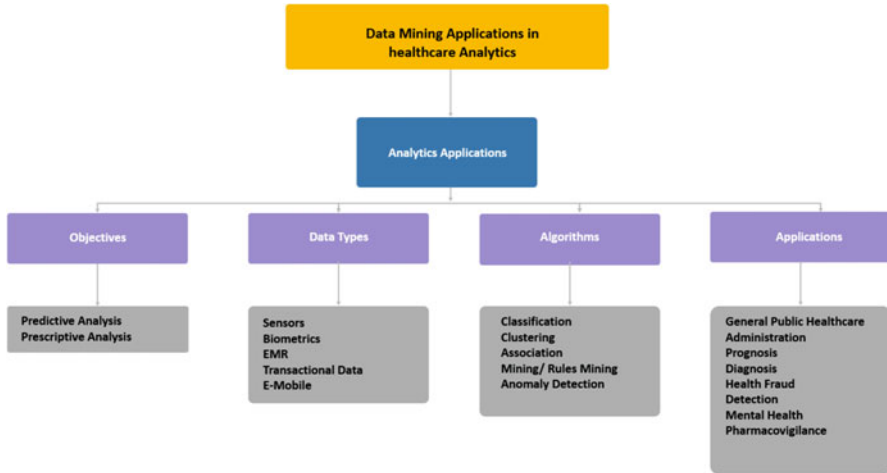 Data Mining Applications in
healthcare Analytics
Analytics Applications
Objectives
Data Types
Algorithms
Applications
Predictive Analysis
Prescriptive Analysis
Sensors
Biometrics
EMR
Transactional Data
E-Mobile
Classification
Clustering
Association
Mining/ Rules Mining
Anomaly Detection
General Public Healthcare
Administration
Prognosis
Diagnosis
Health Fraud
Detection
Mental Health
Pharmacovigilance